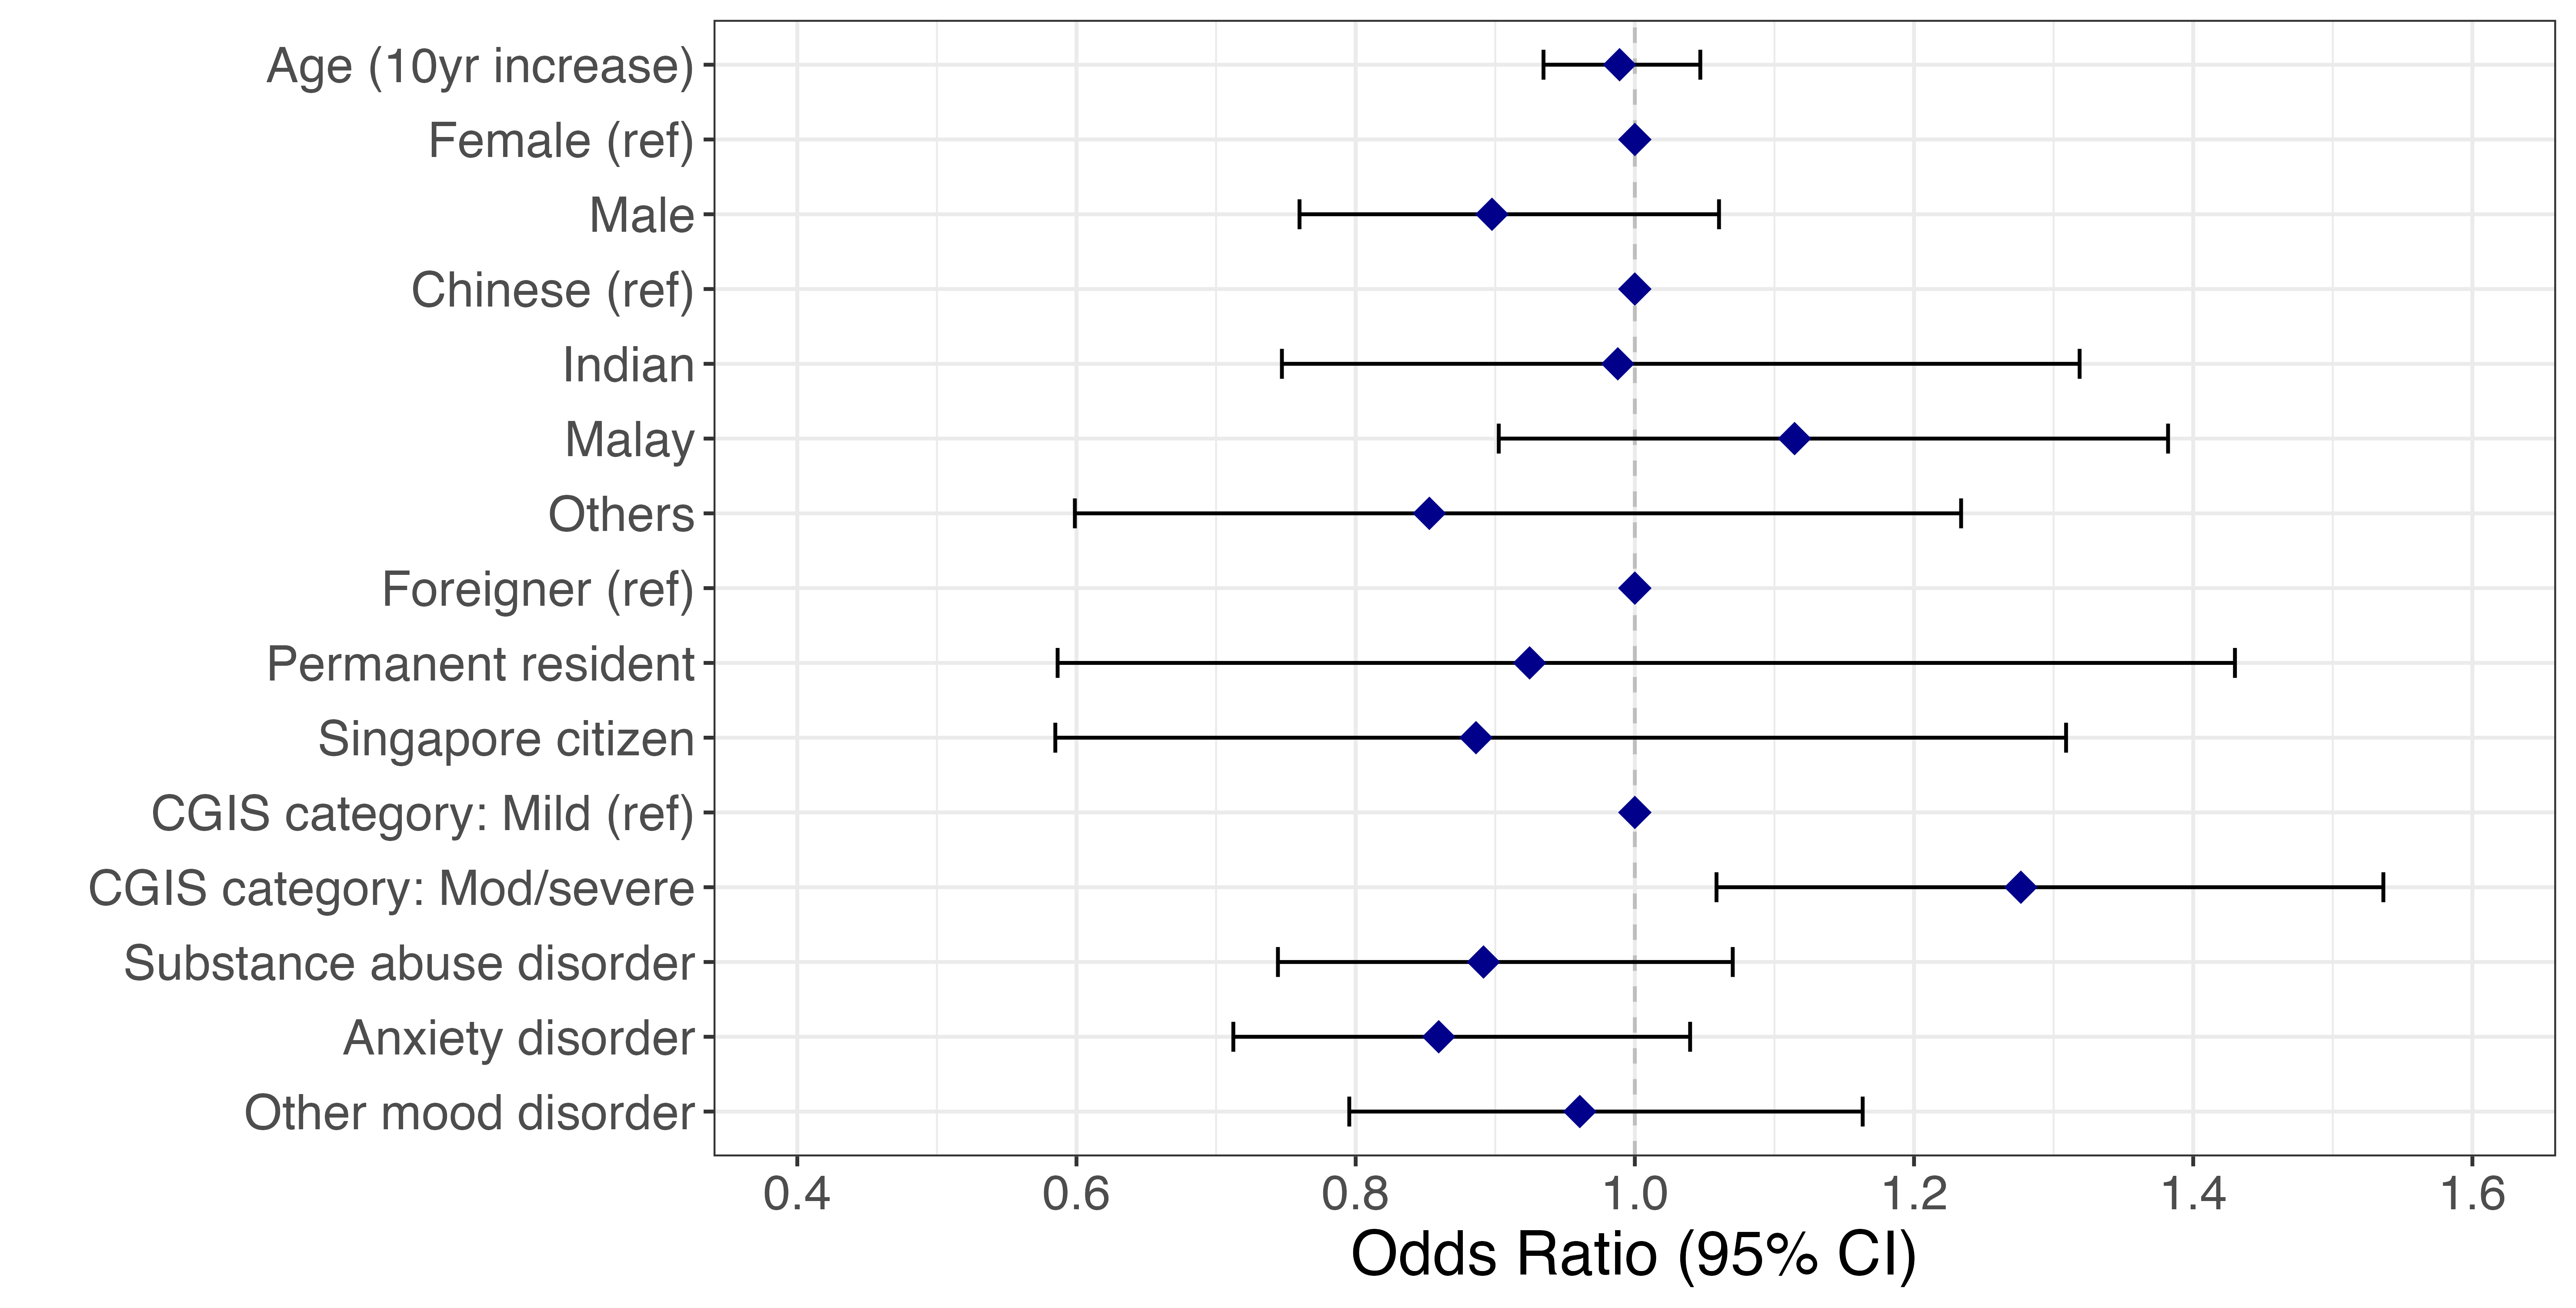 Age (10yr increase)
Female (ref)
Male
Chinese (ref)
Indian
Malay
Others
Foreigner (ref)
Permanent resident
Singapore citizen
CGIS category: Mild (ref)
CGIS category: Mod/severe
Substance abuse disorder
Anxiety disorder
Other mood disorder
0.4 0.6 0.8 1.0 1.2 1.4 1.6
Odds Ratio (95% CI)